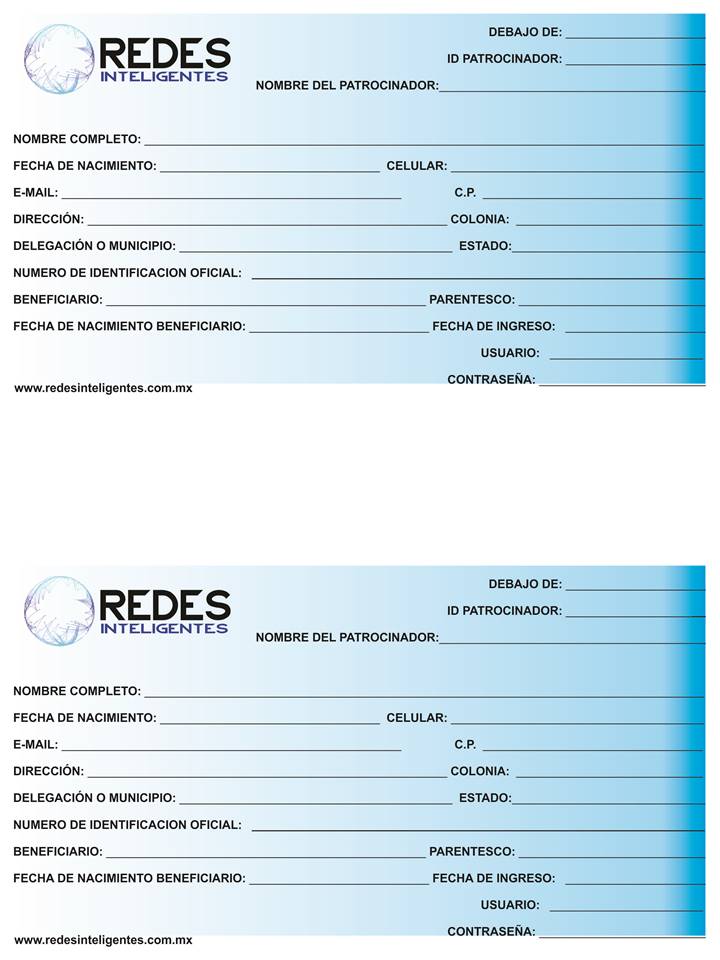 REDES
INTELIGENTES
DEBAJO DE: ____________________
ID PATROCINADOR: ____________________
NOMBRE DEL PATROCINADOR:____________________
NOMBRE COMPLETO: ____________________
FECHA DE NACIMIENTO: ____________________ CELULAR: ____________________
E-MAIL: ____________________ C.P. ____________________
DIRECCIÓN: ____________________ COLONIA: ____________________
DELEGACIÓN O MUNICIPIO: ____________________ ESTADO:____________________
NUMERO DE IDENTIFICACION OFICIAL: ____________________
BENEFICIARIO: ____________________ PARENTESCO: ____________________
FECHA DE NACIMIENTO BENEFICIARIO: ____________________ FECHA DE INGRESO: ____________________
USUARIO: ____________________
CONTRASEÑA: ____________________
www.redesinteligentes.com.mx
REDES
INTELIGENTES
DEBAJO DE: ____________________
ID PATROCINADOR: ____________________
NOMBRE DEL PATROCINADOR:____________________
NOMBRE COMPLETO: ____________________
FECHA DE NACIMIENTO: ____________________ CELULAR: ____________________
E-MAIL: ____________________ C.P. ____________________
DIRECCIÓN: ____________________ COLONIA: ____________________
DELEGACIÓN O MUNICIPIO: ____________________ ESTADO:____________________
NUMERO DE IDENTIFICACION OFICIAL: ____________________
BENEFICIARIO: ____________________ PARENTESCO: ____________________
FECHA DE NACIMIENTO BENEFICIARIO: ____________________ FECHA DE INGRESO: ____________________
USUARIO: ____________________
CONTRASEÑA: ____________________
www.redesinteligentes.com.mx